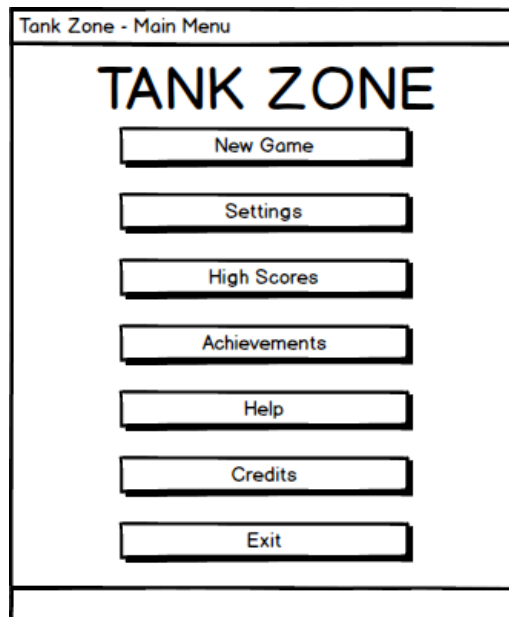 Tank Zone - Main Menu
TANK ZONE
New Game
Settings
High Scores
Achievements
Help
Credits
Exit